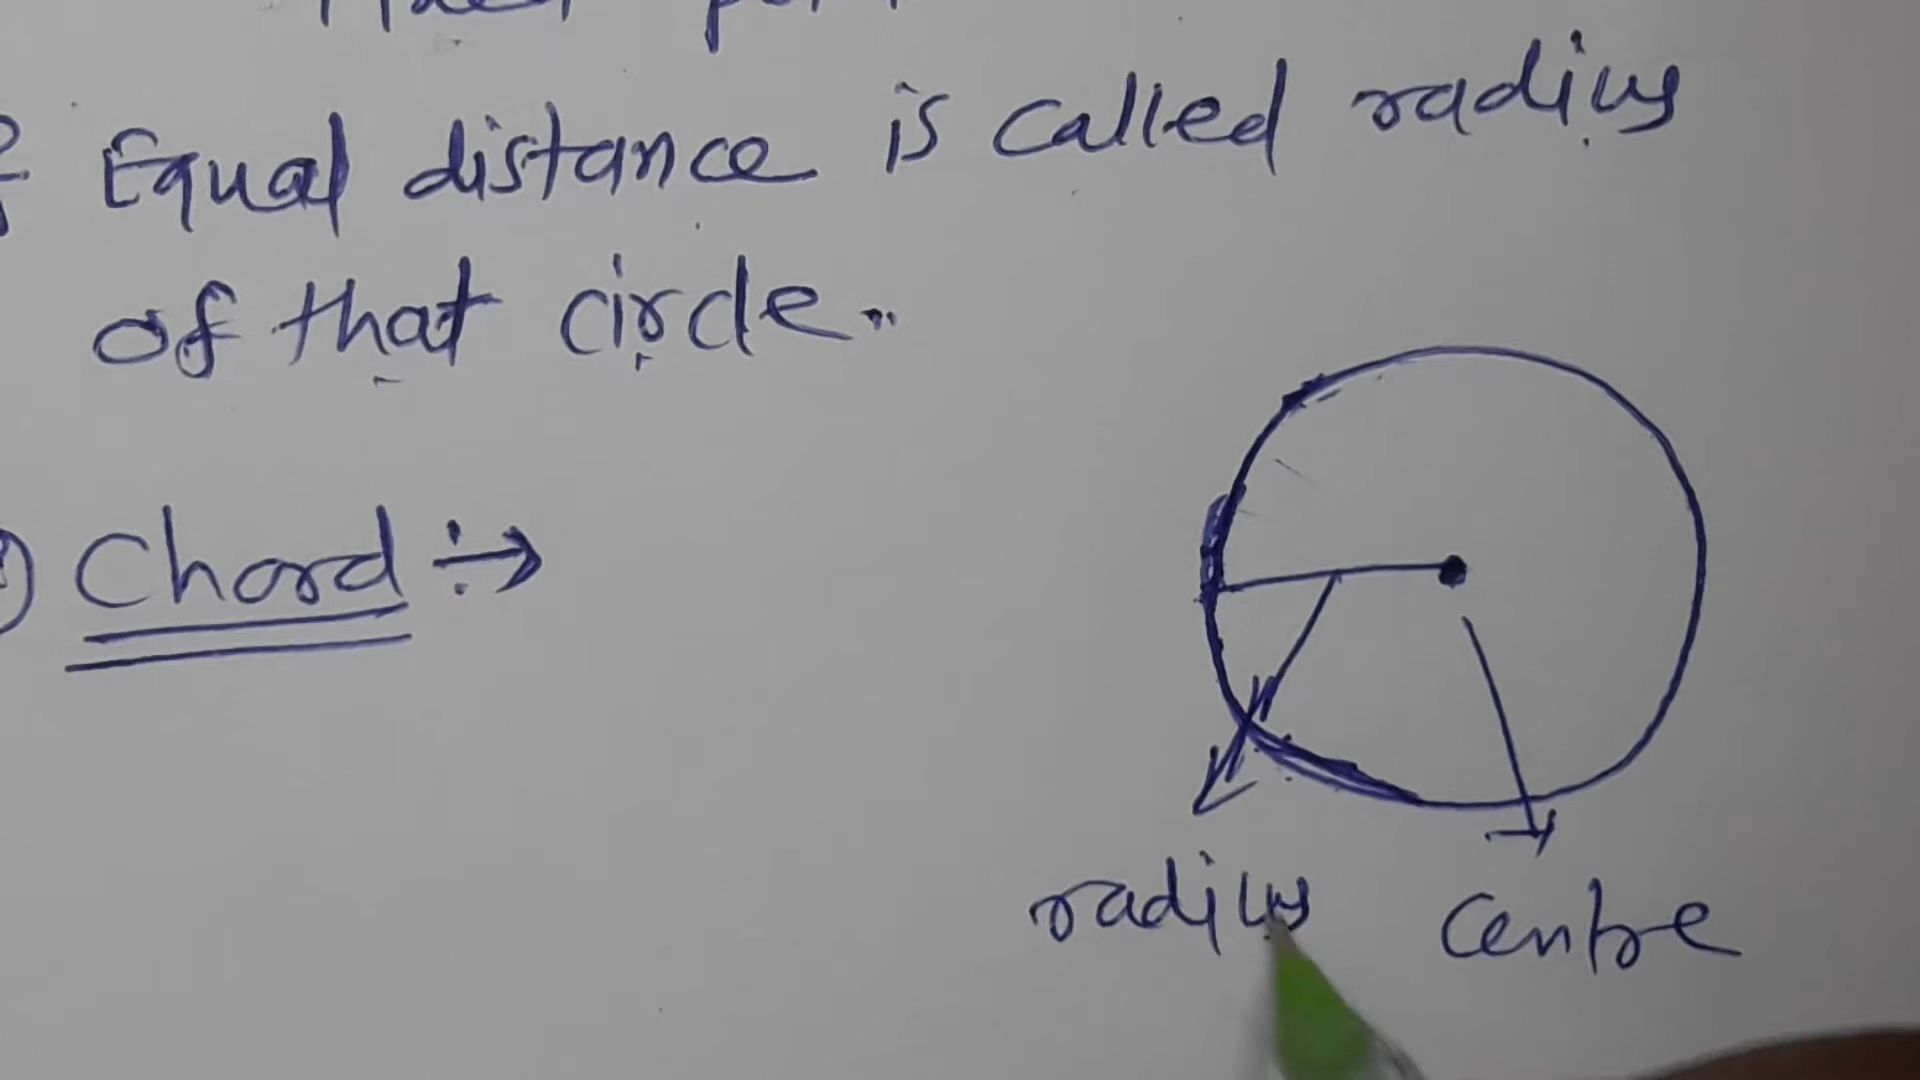 Equal distance is called radius
of that circle.
Chord ÷→
radius centre